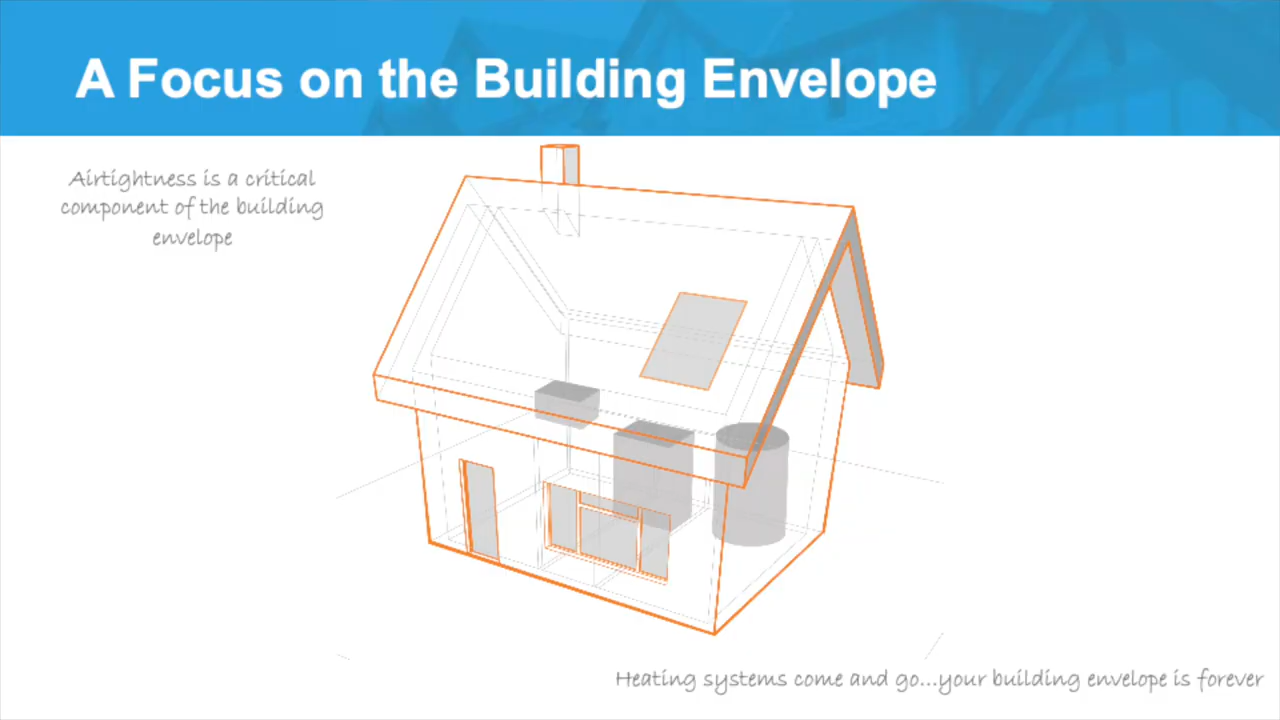 A Focus on the Building Envelope
Airtightness is a critical
component of the building
envelope
Heating systems come and go...your building envelope is forever